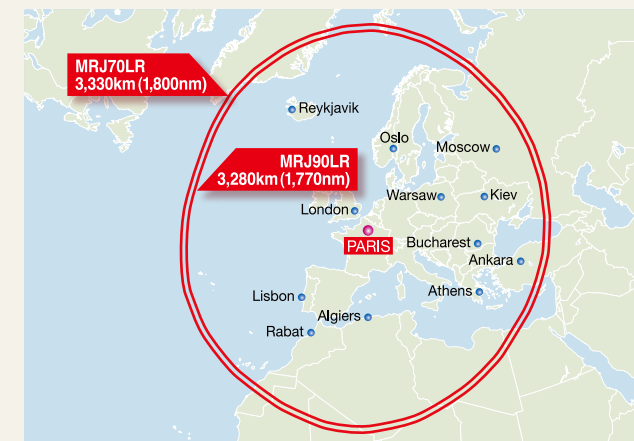 MRJ70LR
3,330km (1,800nm)
Reykjavik
Oslo
Moscow
MRJ90LR
3,280km (1,770nm)
Warsaw
Kiev
London
PARIS
Bucharest
Ankara
Lisbon
Athens
Algiers
Rabat